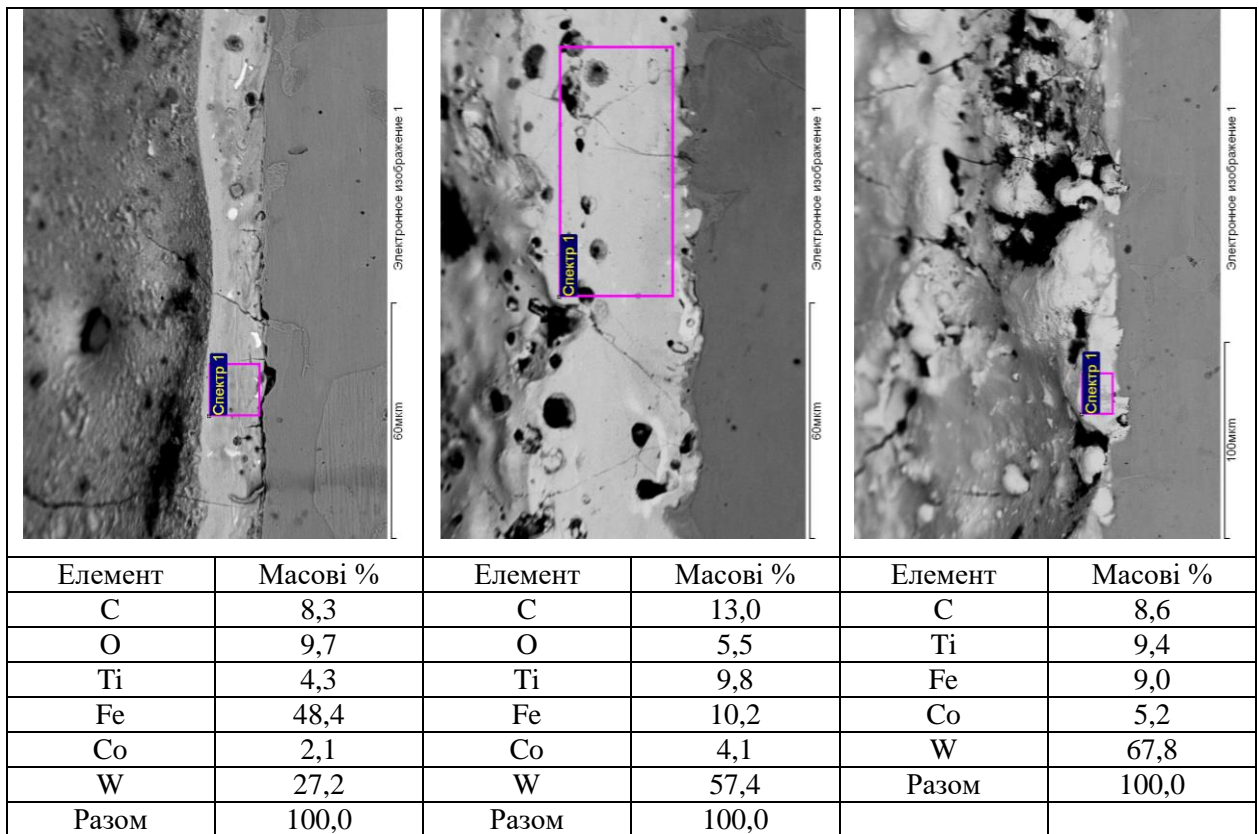 Спектр 1
60мкм
Электронное изображение 1
Спектр 1
60мкм
Электронное изображение 1
Спектр 1
100мкм
Электронное изображение 1
Елемент Масові % Елемент Масові % Елемент Масові %
C 8,3 C 13,0 C 8,6
O 9,7 O 5,5 Ti 9,4
Ti 4,3 Ti 9,8 Fe 9,0
Fe 48,4 Fe 10,2 Co 5,2
Co 2,1 Co 4,1 W 67,8
W 27,2 W 57,4 Разом 100,0
Разом 100,0 Разом 100,0